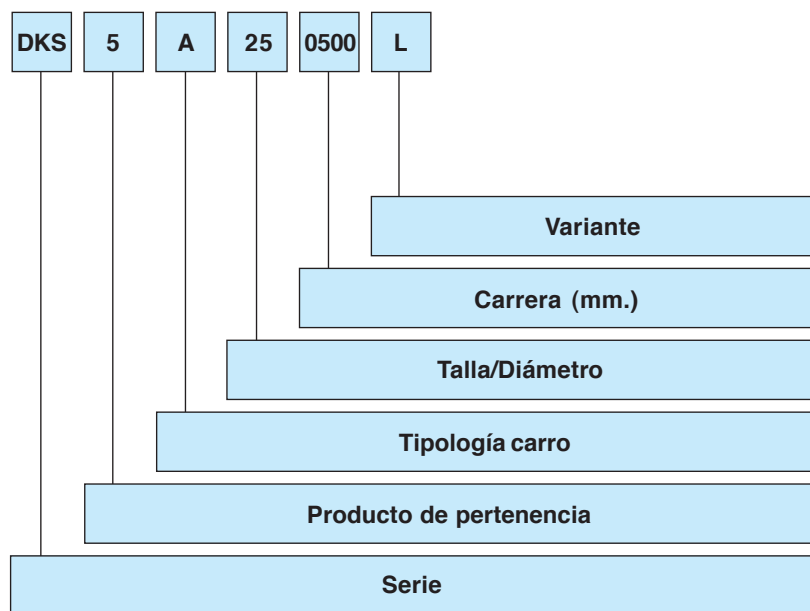 DKS 5 A 25 0500 L
Variante
Carrera (mm.)
Talla/Diámetro
Tipología carro
Producto de pertenencia
Serie